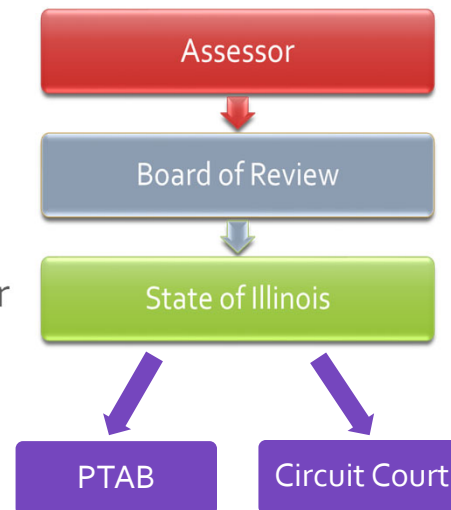 Assessor
Board of Review
r
State of Illinois
PTAB
Circuit Court